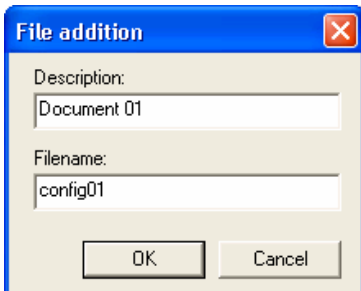 File addition
Description:
Document 01
Filename:
config01
OK Cancel